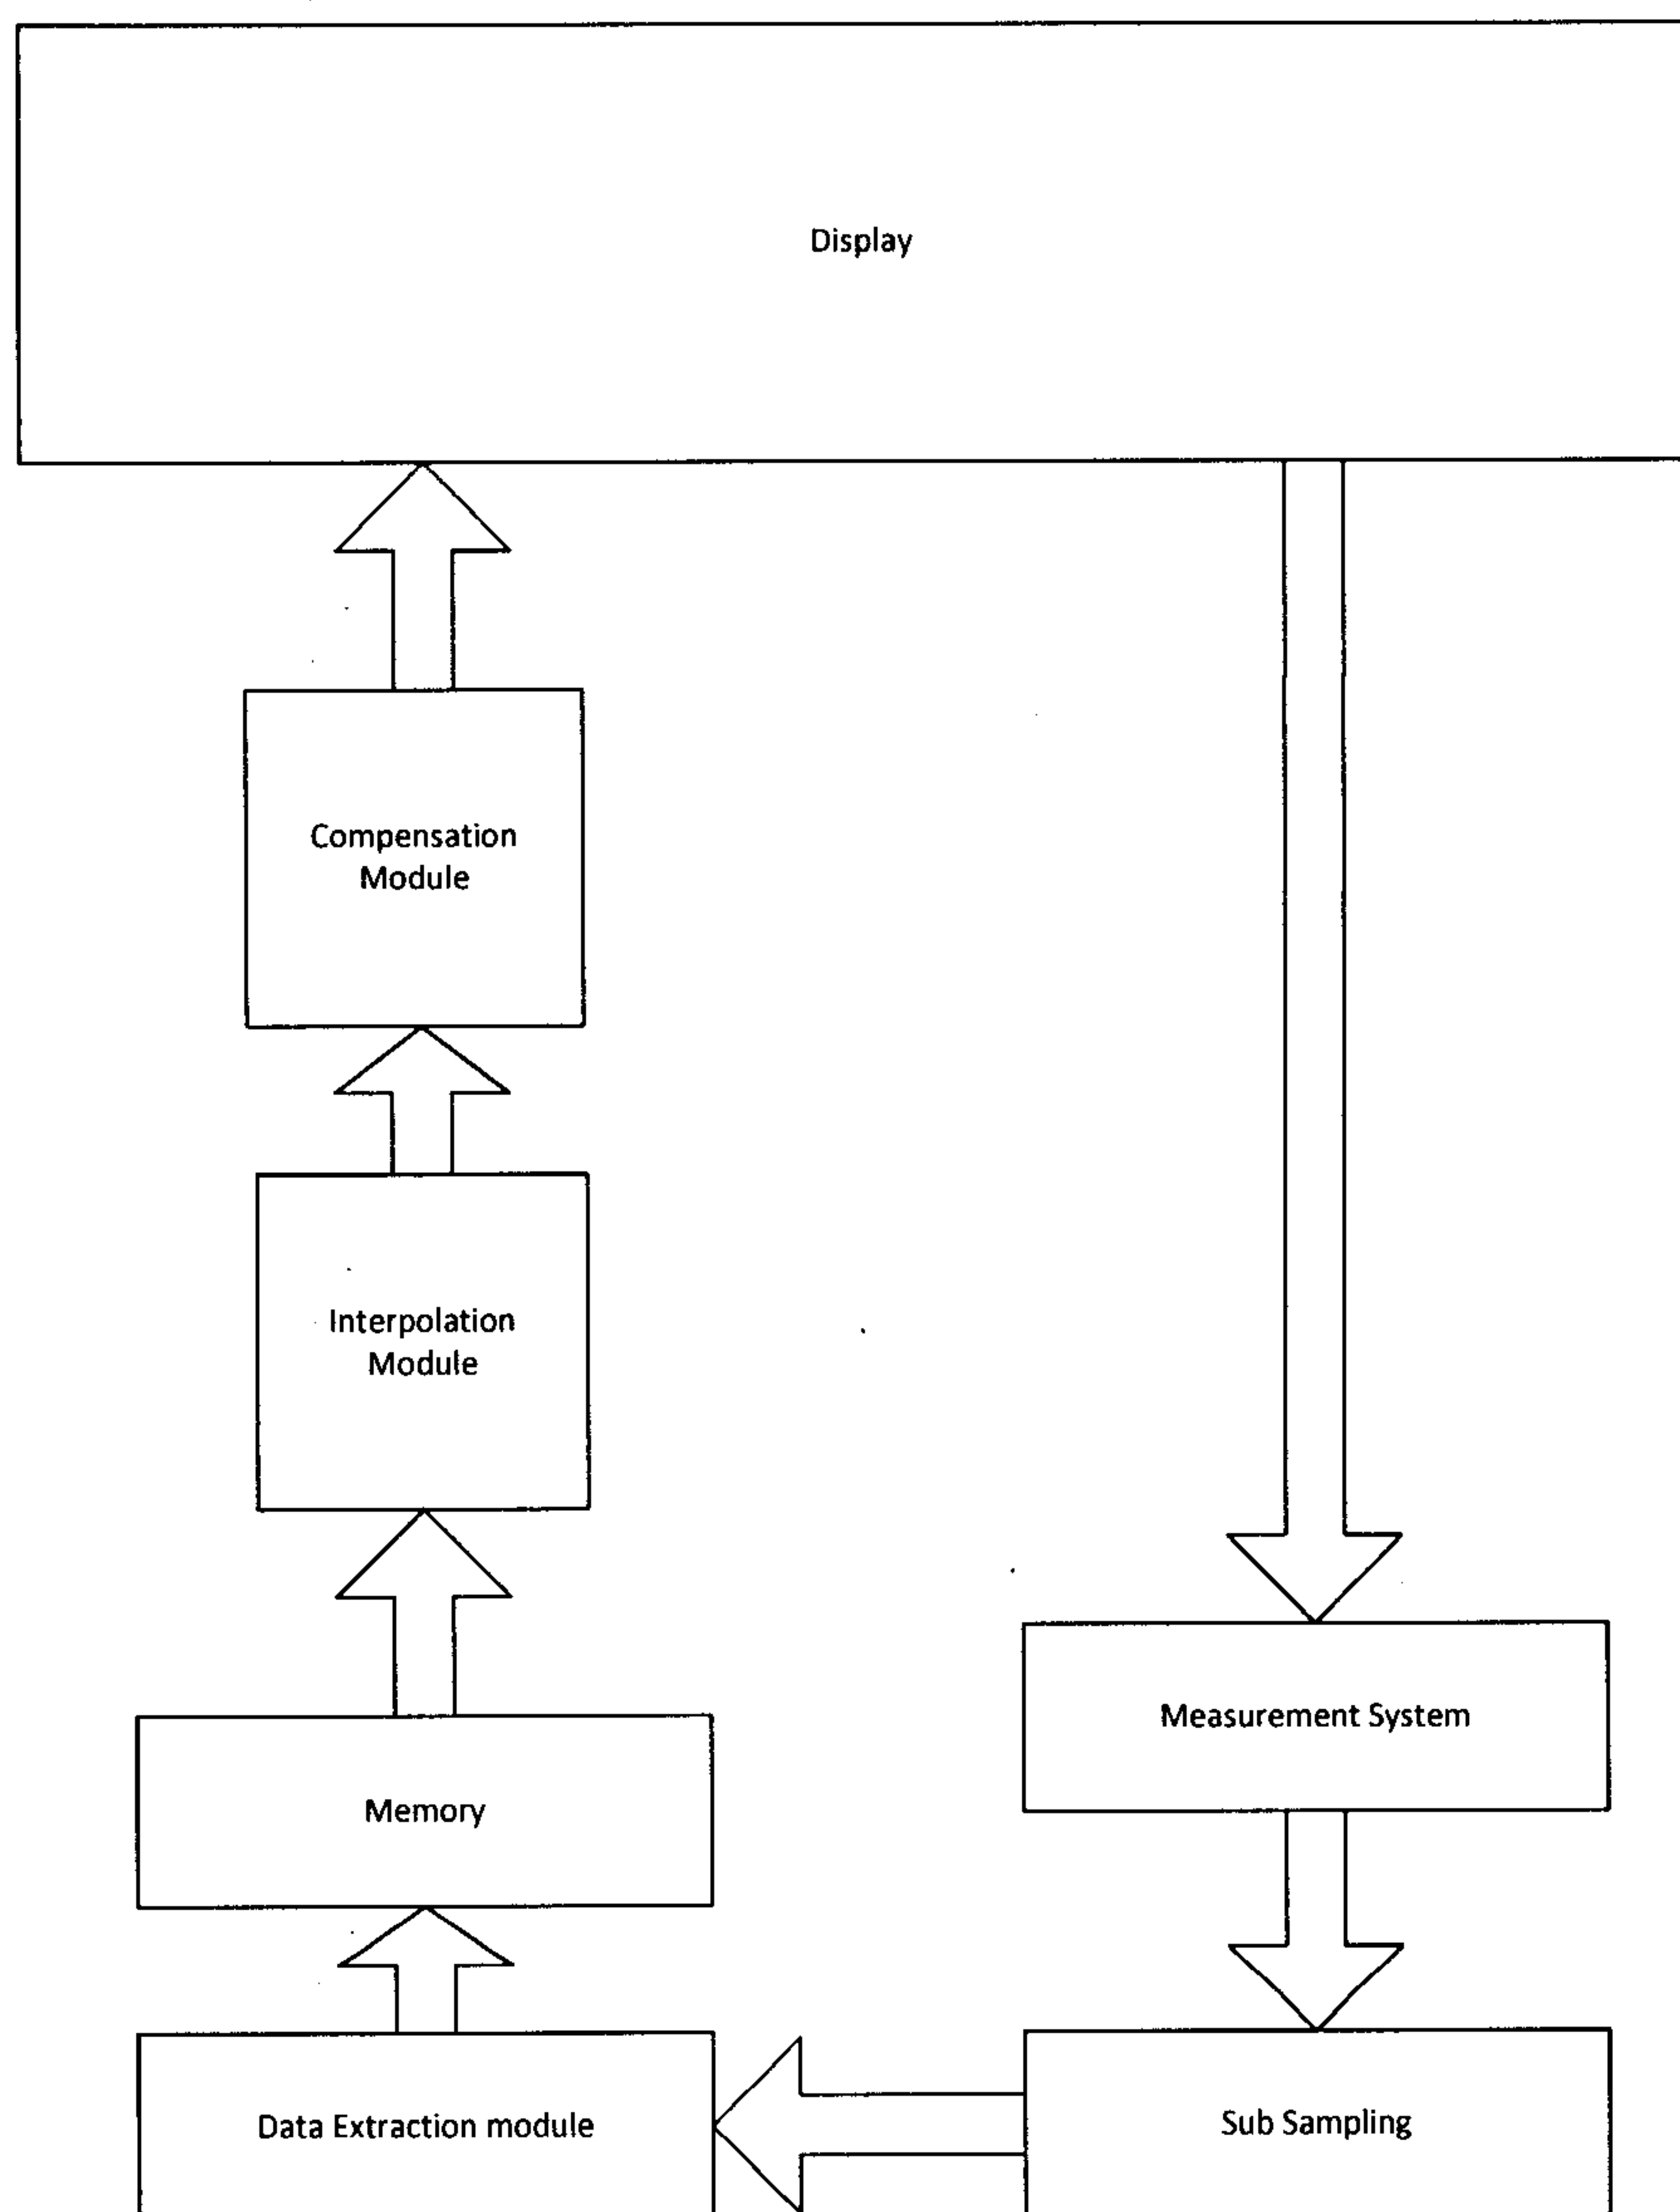 Display
Compensation
Module
Interpolation
Module
Measurement System
Memory
Data Extraction module
Sub Sampling